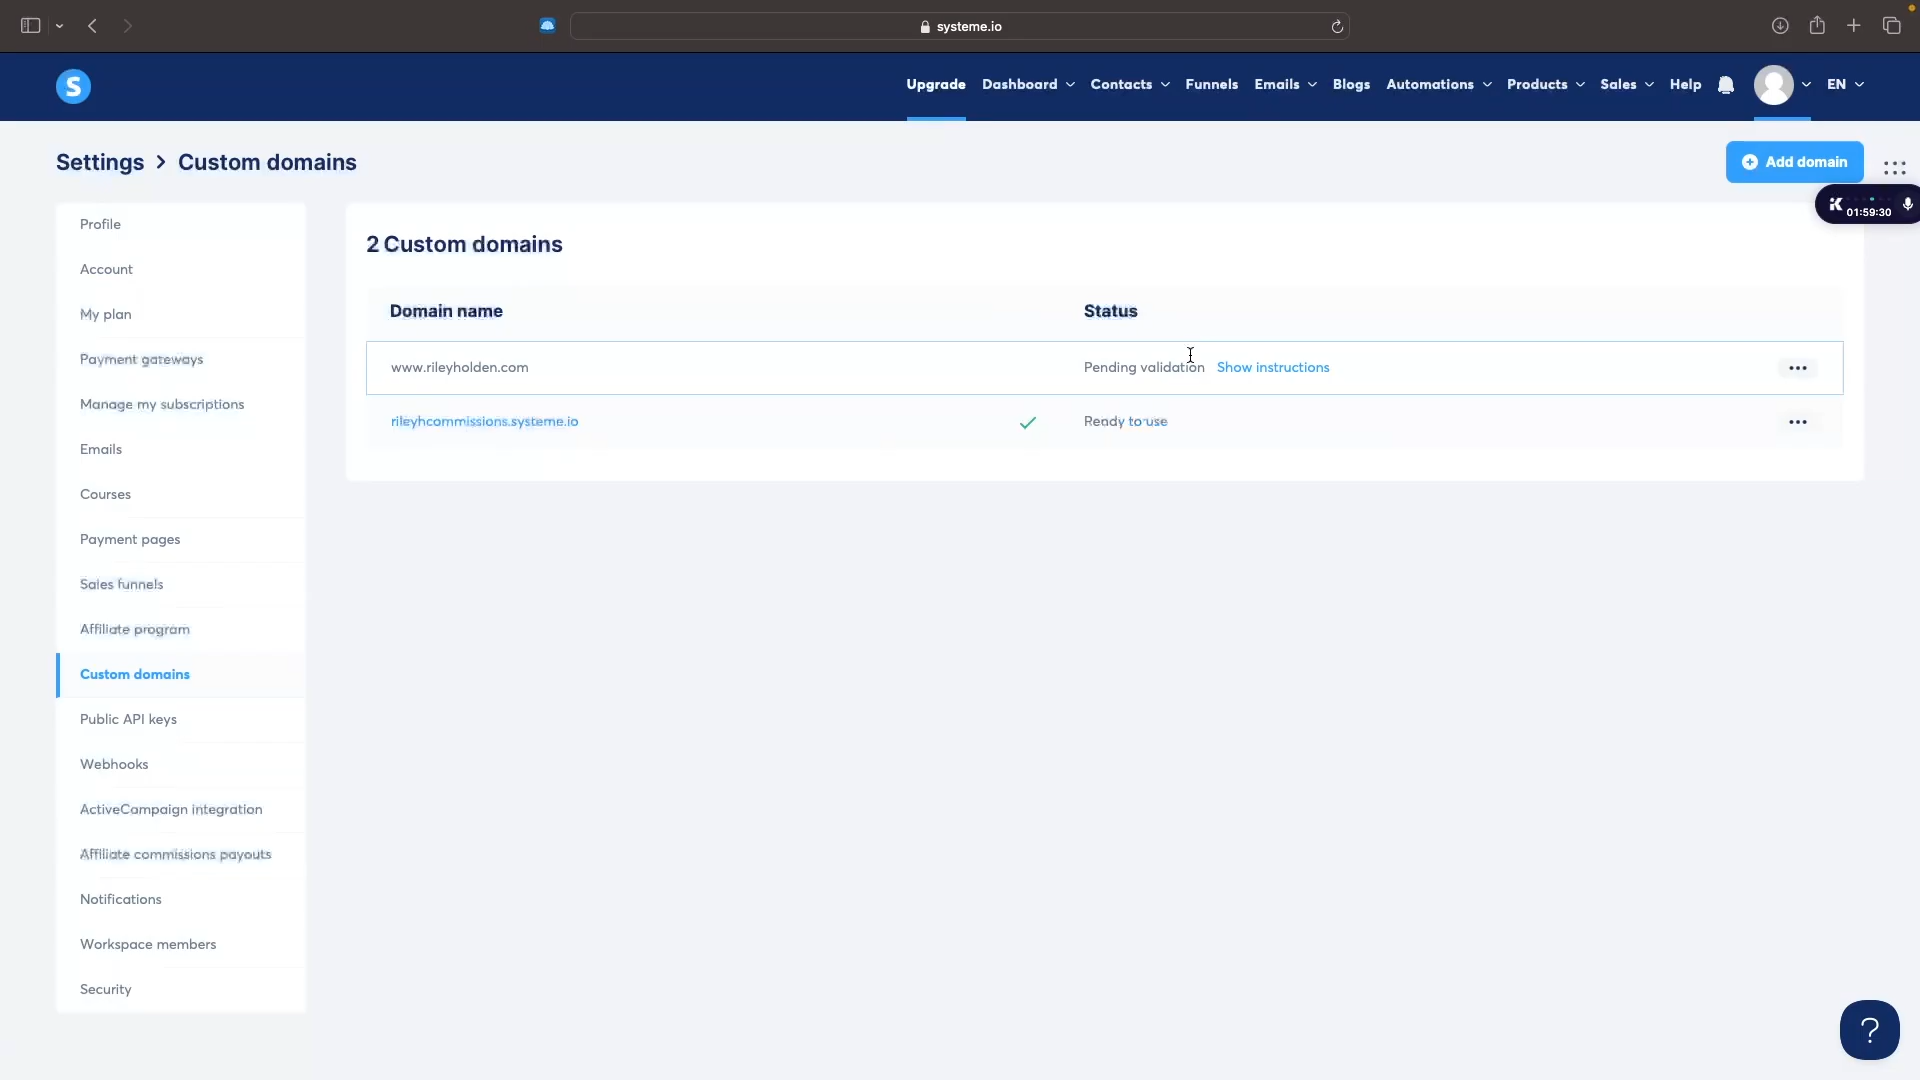 systeme.io
S
Upgrade Dashboard Contacts Funnels Emails Blogs Automations Products Sales Help EN
Settings > Custom domains
Add domain
01:59:30
Profile
Account
My plan
Payment gateways
Manage my subscriptions
Emails
Courses
Payment pages
Sales funnels
Affiliate program
Custom domains
Public API keys
Webhooks
ActiveCampaign integration
Affiliate commissions payouts
Notifications
Workspace members
Security
2 Custom domains
Domain name Status
www.rileyholden.com Pending validation Show instructions
rileyhcommissions.systeme.io Ready to use
?